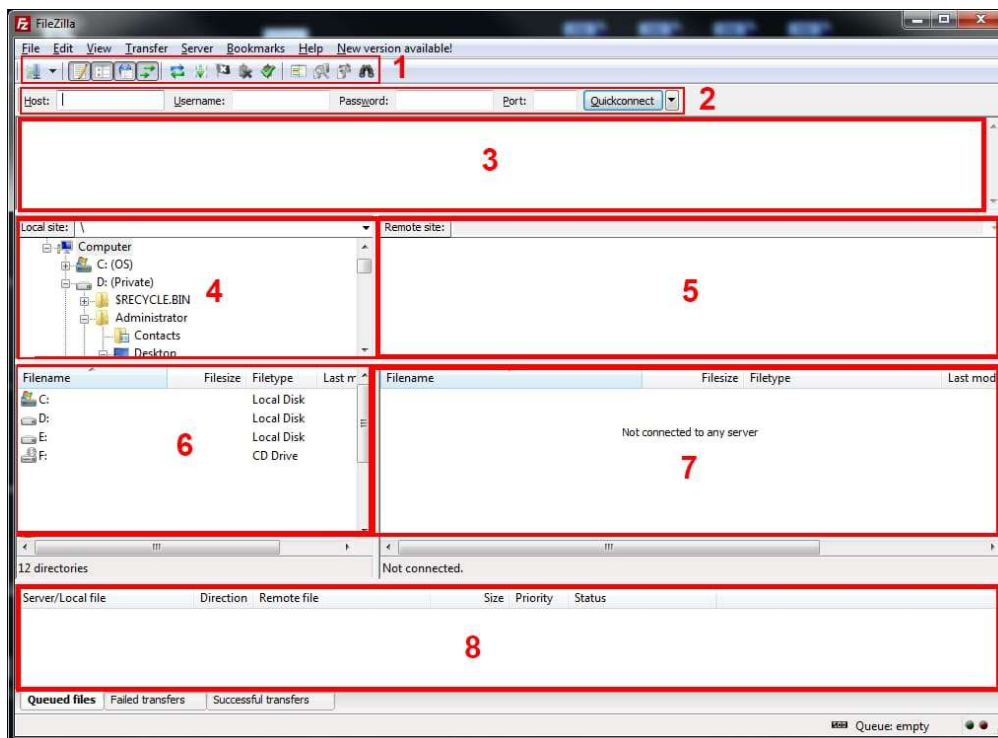 FileZilla
File Edit View Transfer Server Bookmarks Help New version available!
1
Host: Username: Password: Port: Quickconnect 2
3
Local site: \ Remote site:
Computer
C: (OS)
D: (Private)
$RECYCLE.BIN 4 5
Administrator
Contacts
Desktop
Filename Filesize Filetype Last m Filename Filesize Filetype Last mod
C: Local Disk
D: Local Disk
E: Local Disk Not connected to any server
F: CD Drive
6 7
12 directories Not connected.
Server/Local file Direction Remote file Size Priority Status
8
Queued files Failed transfers Successful transfers
Queue: empty